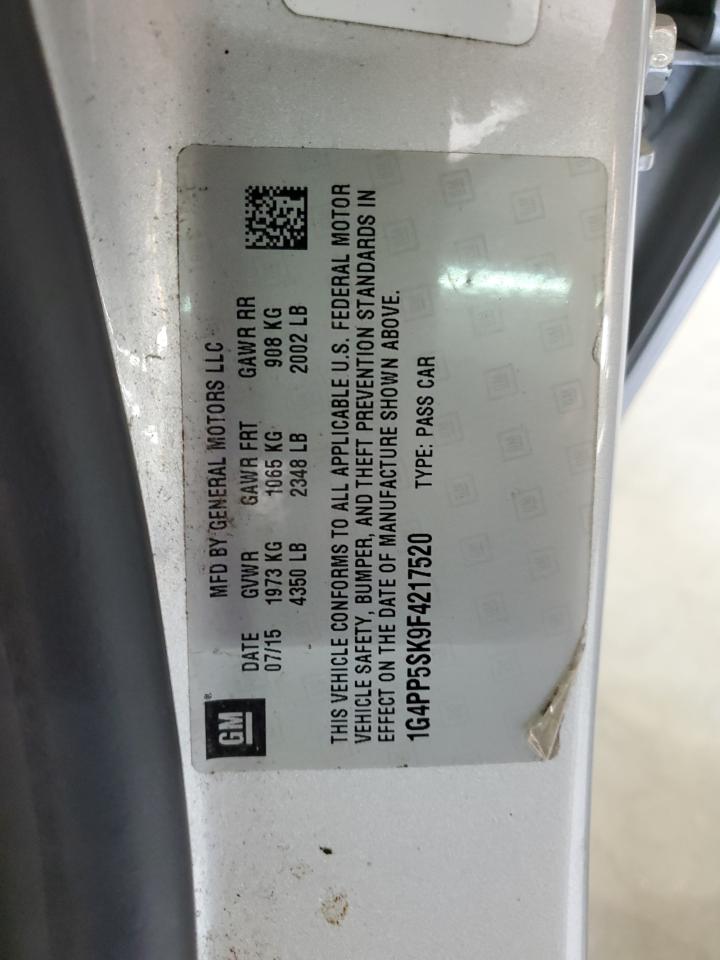 GM®
MFD BY GENERAL MOTORS LLC
DATE GVWR GAWR FRT GAWR RR
07/15 1973 KG 1065 KG 908 KG
4350 LB 2348 LB 2002 LB
THIS VEHICLE CONFORMS TO ALL APPLICABLE U.S. FEDERAL MOTOR
VEHICLE SAFETY, BUMPER, AND THEFT PREVENTION STANDARDS IN
EFFECT ON THE DATE OF MANUFACTURE SHOWN ABOVE.
1G4PP5SK9F4217520 TYPE: PASS CAR